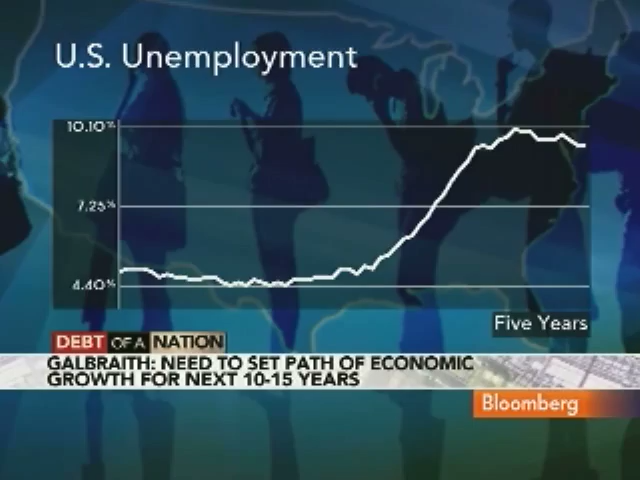 U.S. Unemployment
10.10%
7.25%
4.40%
Five Years
DEBT OF A NATION
GALBRAITH: NEED TO SET PATH OF ECONOMIC
GROWTH FOR NEXT 10-15 YEARS
Bloomberg